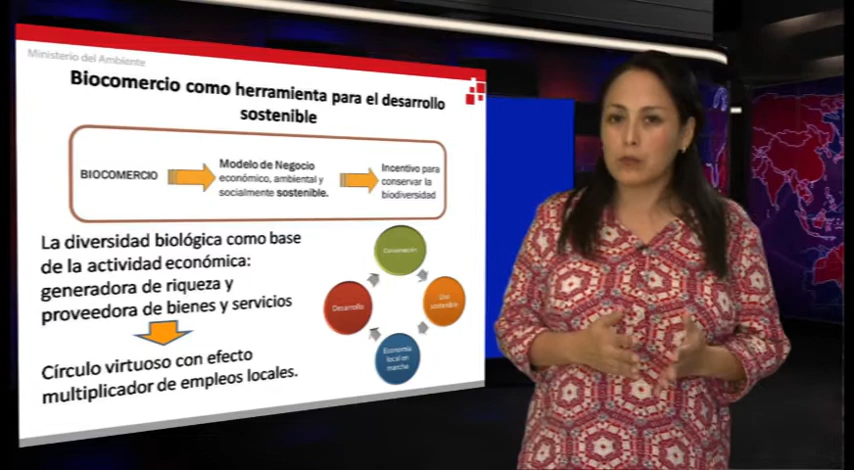 Ministerio del Ambiente
Biocomercio como herramienta para el desarrollo
sostenible
BIOCOMERCIO
Modelo de Negocio
económico, ambiental y
socialmente sostenible.
Incentivo para
conservar la
biodiversidad
La diversidad biológica como base
de la actividad económica:
generadora de riqueza y
proveedora de bienes y servicios
Círculo virtuoso con efecto
multiplicador de empleos locales.
Conservación
Uso
sostenible
Economía
local en
marcha
Desarrollo